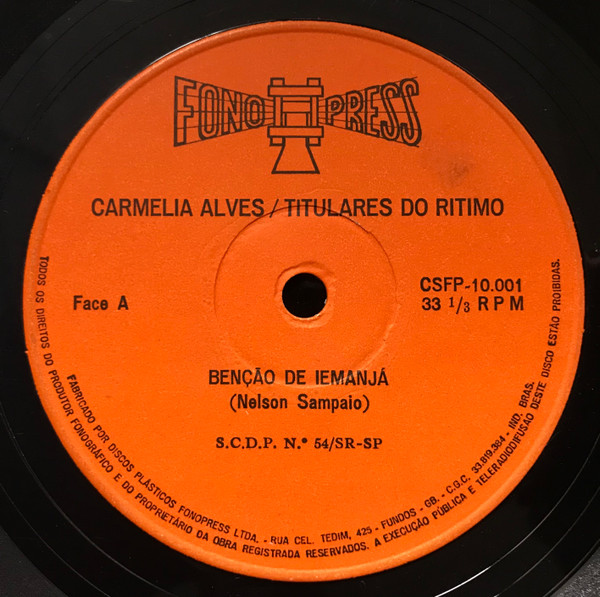 FONOPRESS
CARMELIA ALVES / TITULARES DO RITIMO
Face A
CSFP-10.001
33 1/3 RPM
BENÇÃO DE IEMANJÁ
(Nelson Sampaio)
S.C.D.P. N.º 54/SR-SP
FABRICADO POR DISCOS PLÁSTICOS FONOPRESS LTDA. - RUA CEL. TEDIM, 425 - FUNDOS - GB. - C.G.C. 33.819.384 - IND. BRAS.
TODOS OS DIREITOS DO PRODUTOR FONOGRÁFICO E DO PROPRIETÁRIO DA OBRA REGISTRADA RESERVADOS. A EXECUÇÃO PÚBLICA E TELERADIODIFUSÃO DESTE DISCO ESTÃO PROIBIDAS.